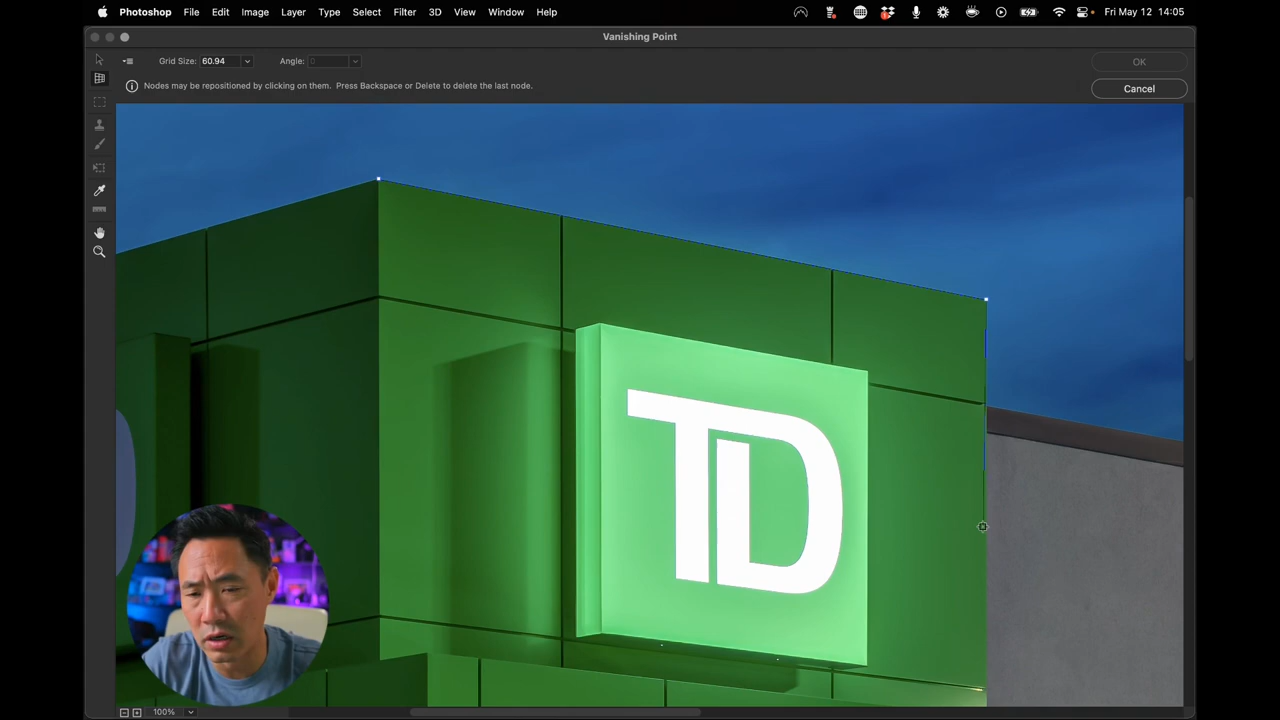 Photoshop File Edit Image Layer Type Select Filter 3D View Window Help Fri May 12 14:05
Vanishing Point
Grid Size: 60.94 Angle: 0 OK
Nodes may be repositioned by clicking on them. Press Backspace or Delete to delete the last node. Cancel
TD
100%